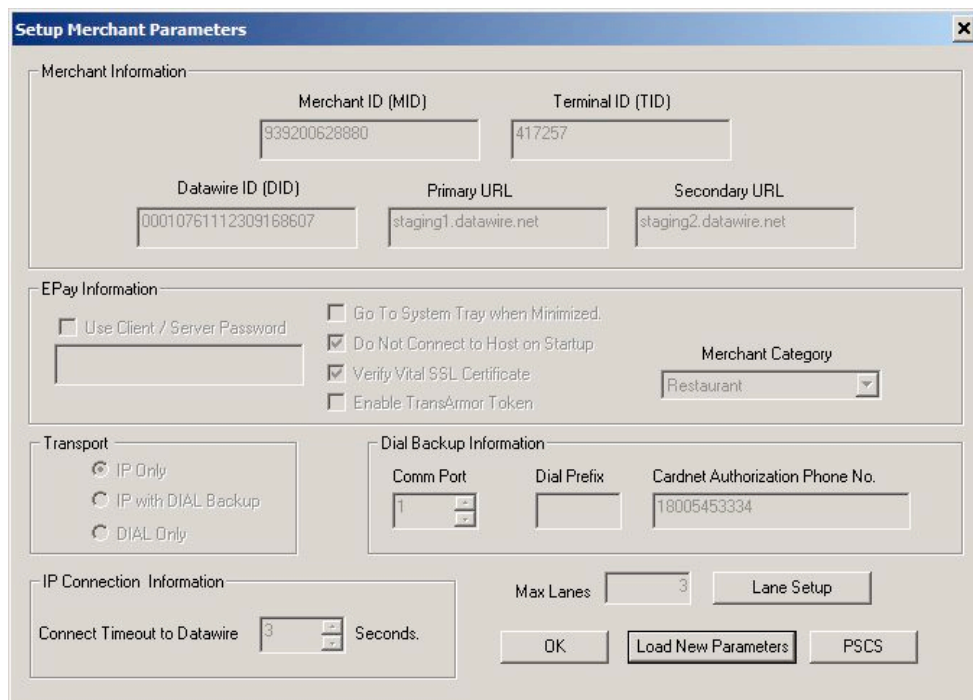 Setup Merchant Parameters
Merchant Information
Merchant ID (MID) Terminal ID (TID)
939200628880 417257
Datawire ID (DID) Primary URL Secondary URL
00010761112309168607 staging1.datawire.net staging2.datawire.net
EPay Information
Use Client / Server Password
Go To System Tray when Minimized.
Do Not Connect to Host on Startup
Verify Vital SSL Certificate
Enable TransArmor Token
Merchant Category
Restaurant
Transport
IP Only
IP with DIAL Backup
DIAL Only
Dial Backup Information
Comm Port Dial Prefix Cardnet Authorization Phone No.
1 18005453334
IP Connection Information
Connect Timeout to Datawire 3 Seconds.
Max Lanes 3 Lane Setup
OK Load New Parameters PSCS